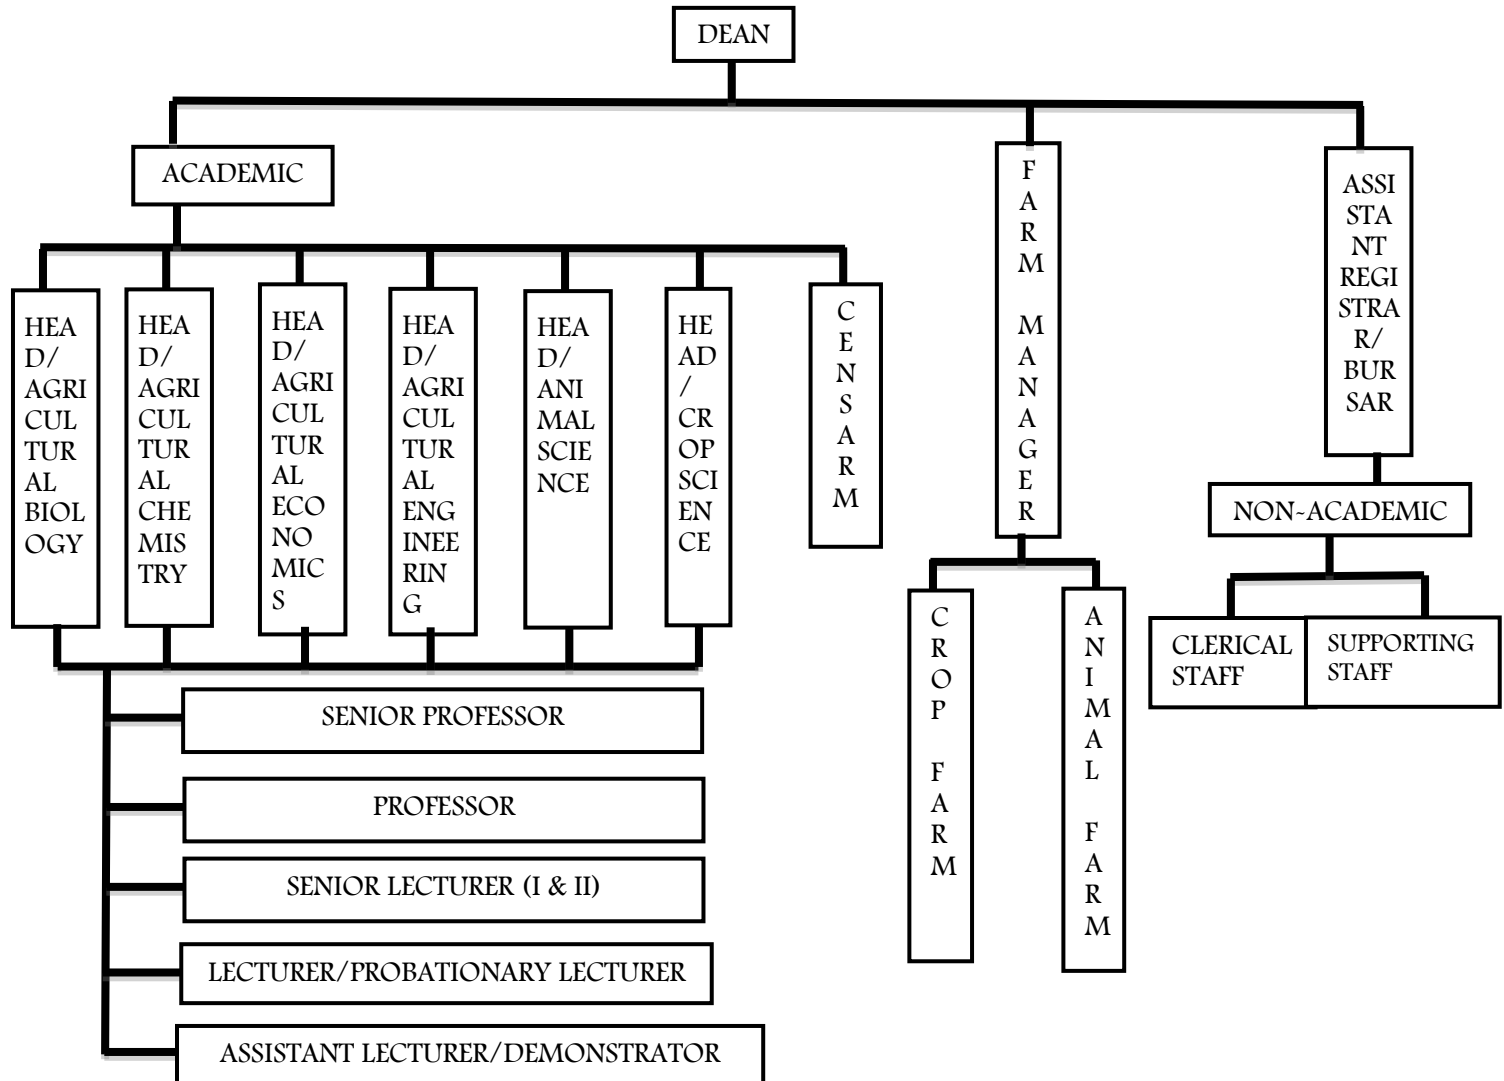 DEAN
ACADEMIC
HEA
D/
AGRI
CUL
TUR
AL
BIOL
OGY
HEA
D/
AGRI
CUL
TUR
AL
CHE
MIS
TRY
HEA
D/
AGRI
CUL
TUR
AL
ECO
NO
MIC
S
HEA
D/
AGRI
CUL
TUR
AL
ENG
INEE
RIN
G
HEA
D/
ANI
MAL
SCIE
NCE
HE
AD
/
CR
OP
SCI
EN
CE
C
E
N
S
A
R
M
F
A
R
M
M
A
N
A
G
E
R
ASSI
STA
NT
REGI
STRA
R/
BUR
SAR
NON-ACADEMIC
CLERICAL
STAFF
SUPPORTING
STAFF
C
R
O
P
F
A
R
M
A
N
I
M
A
L
F
A
R
M
SENIOR PROFESSOR
PROFESSOR
SENIOR LECTURER (I & II)
LECTURER/PROBATIONARY LECTURER
ASSISTANT LECTURER/DEMONSTRATOR